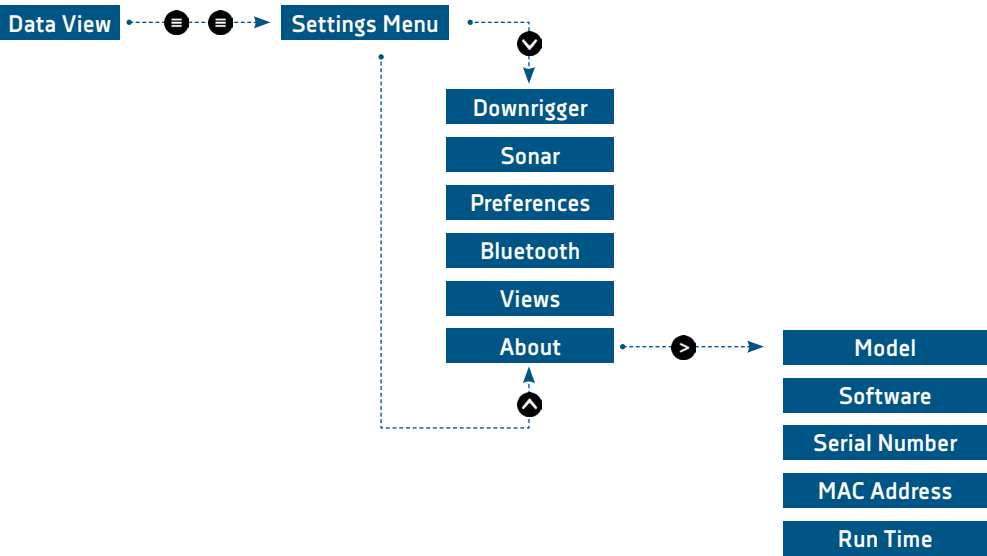 Data View
Settings Menu
Downrigger
Sonar
Preferences
Bluetooth
Views
About
Model
Software
Serial Number
MAC Address
Run Time